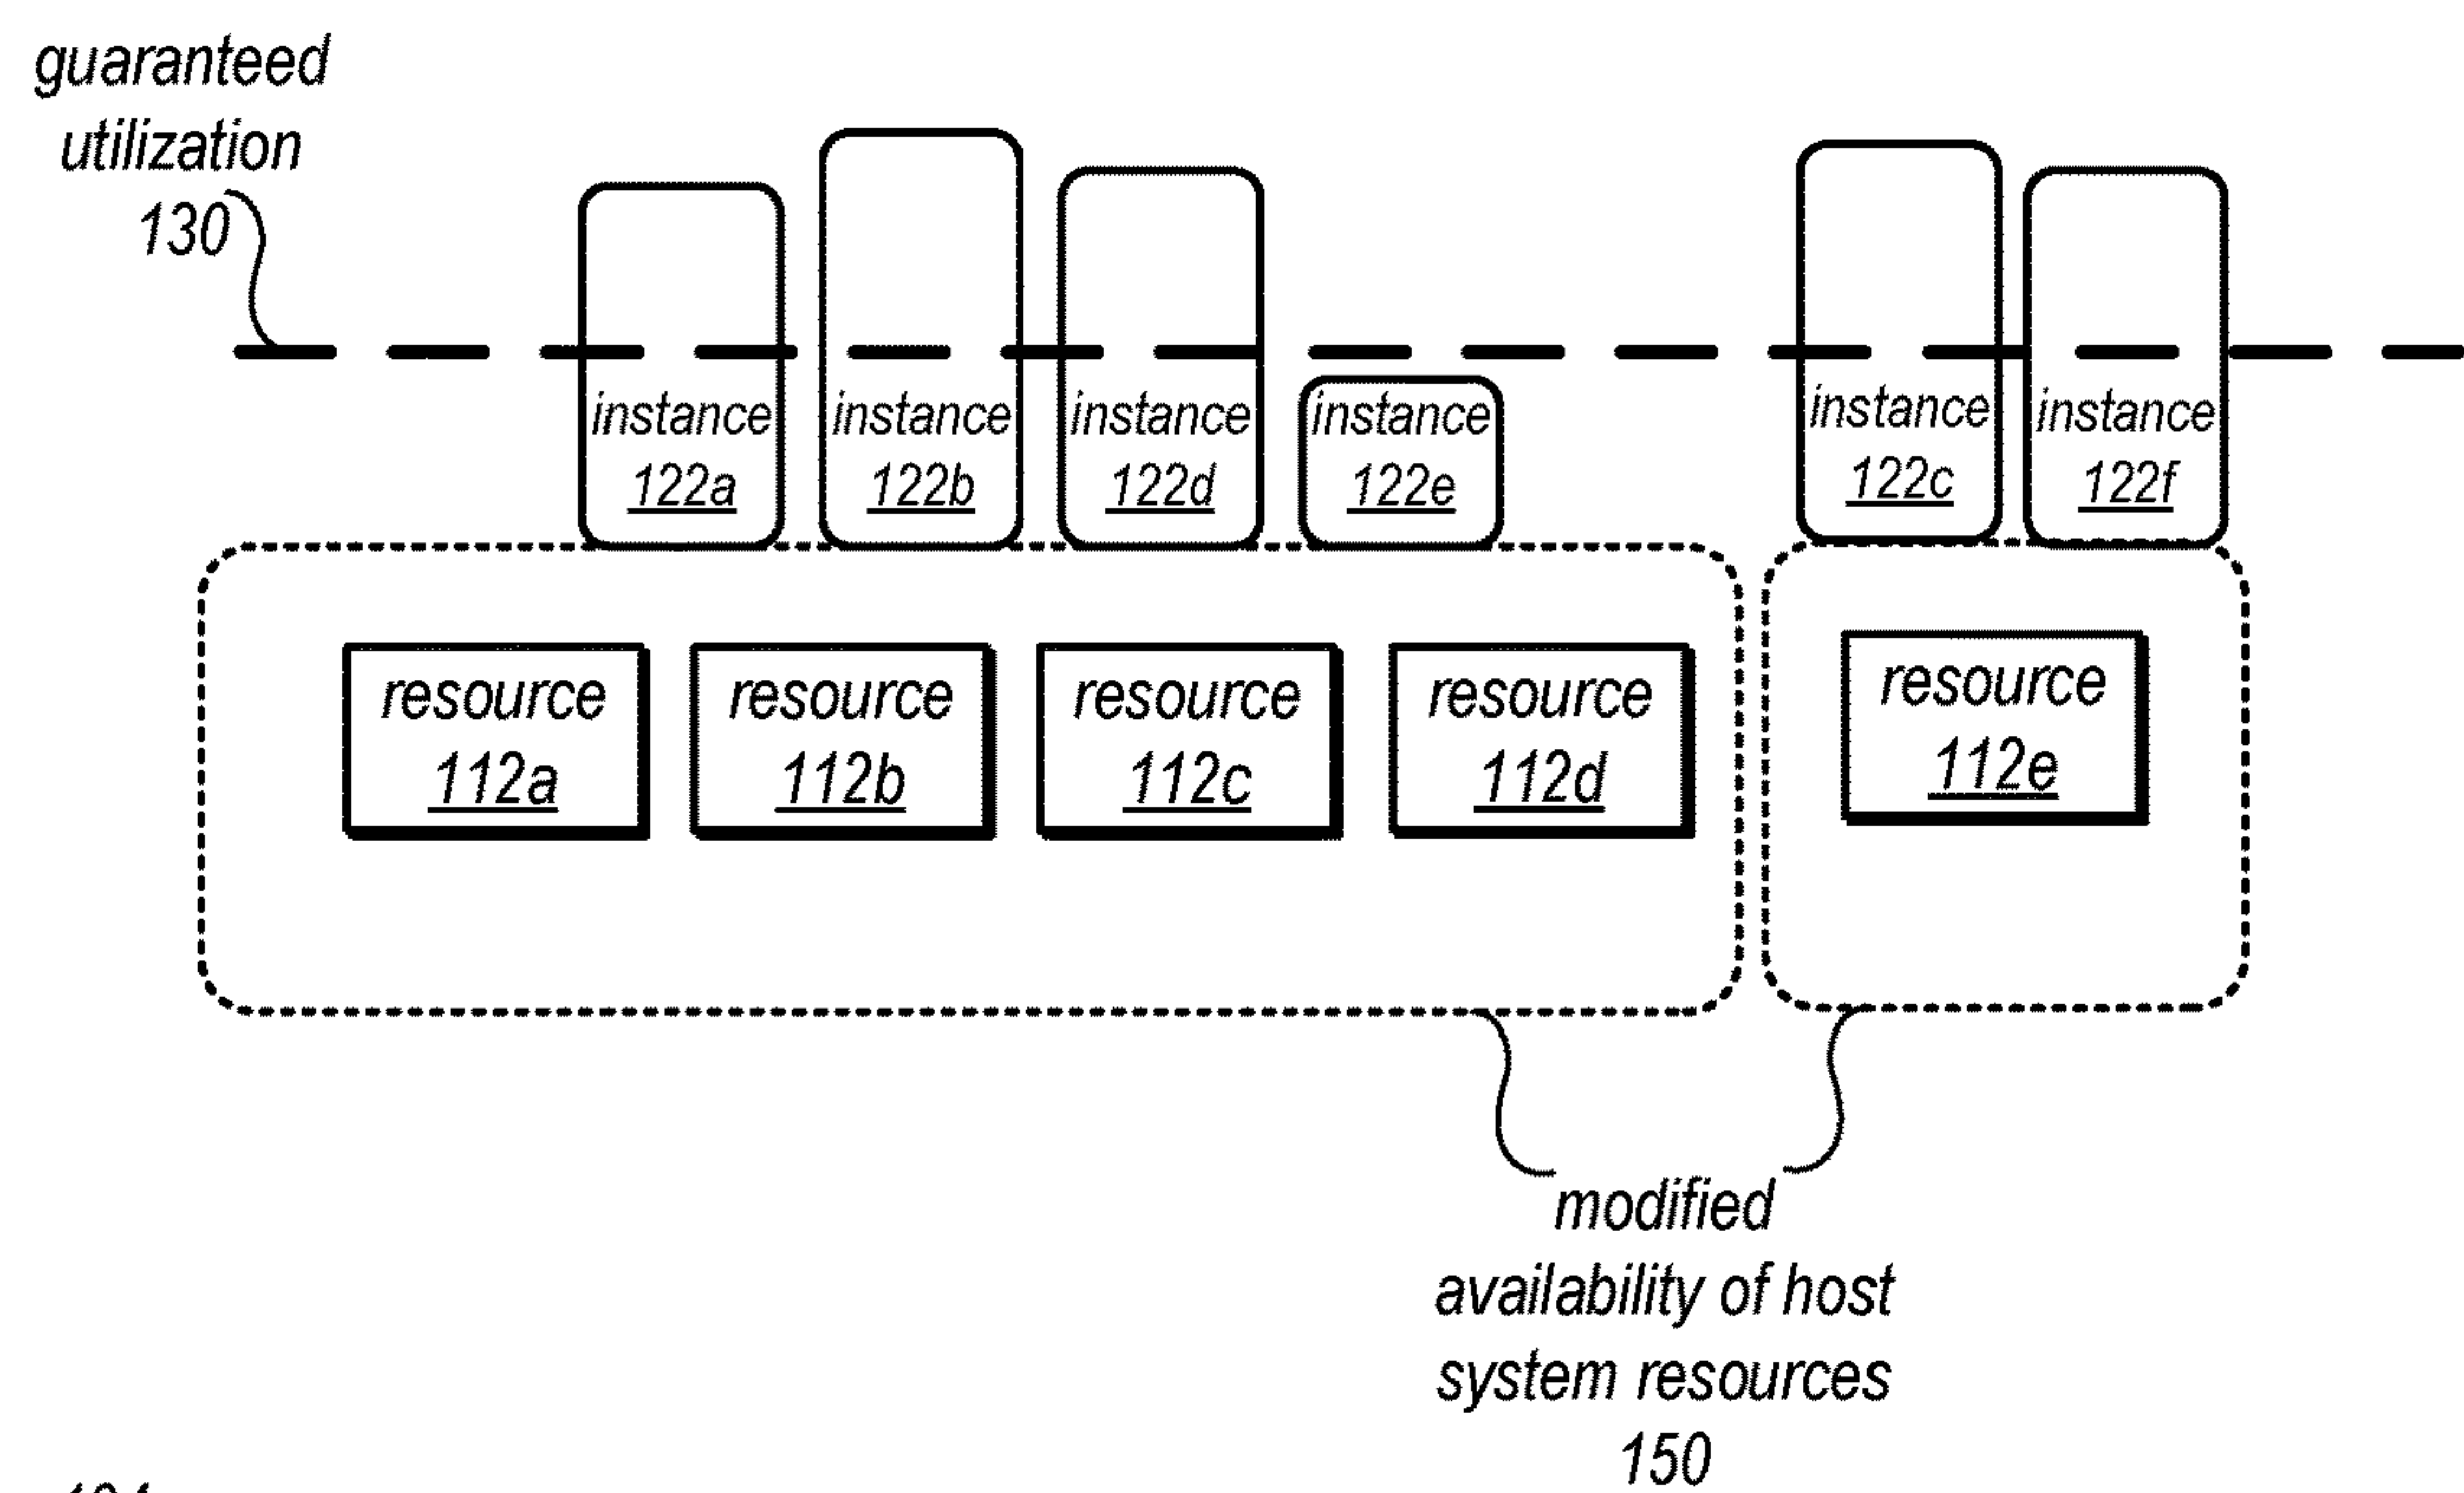 guaranteed
utilization
130
instance
122a
instance
122b
instance
122d
instance
122e
instance
122c
instance
122f
resource
112a
resource
112b
resource
112c
resource
112d
resource
112e
modified
availability of host
system resources
150